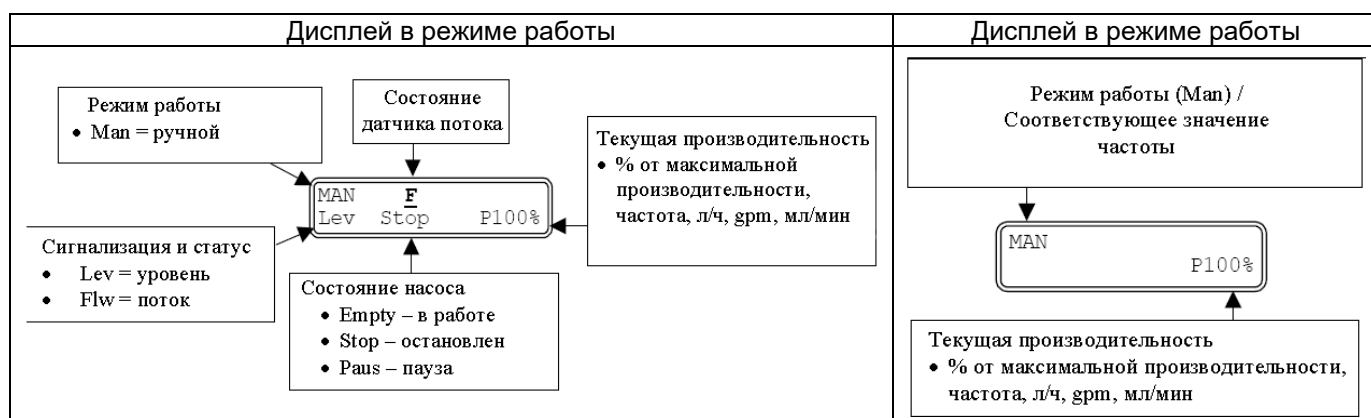 Дисплей в режиме работы
Дисплей в режиме работы
Режим работы
• Man = ручной
Состояние
датчика потока
Текущая производительность
• % от максимальной
производительности,
частота, л/ч, gpm, мл/мин
MAN F
Lev Stop P100%
Сигнализация и статус
• Lev = уровень
• Flw = поток
Состояние насоса
• Empty – в работе
• Stop – остановлен
• Paus – пауза
Режим работы (Man) /
Соответствующее значение
частоты
MAN
P100%
Текущая производительность
• % от максимальной производительности,
частота, л/ч, gpm, мл/мин